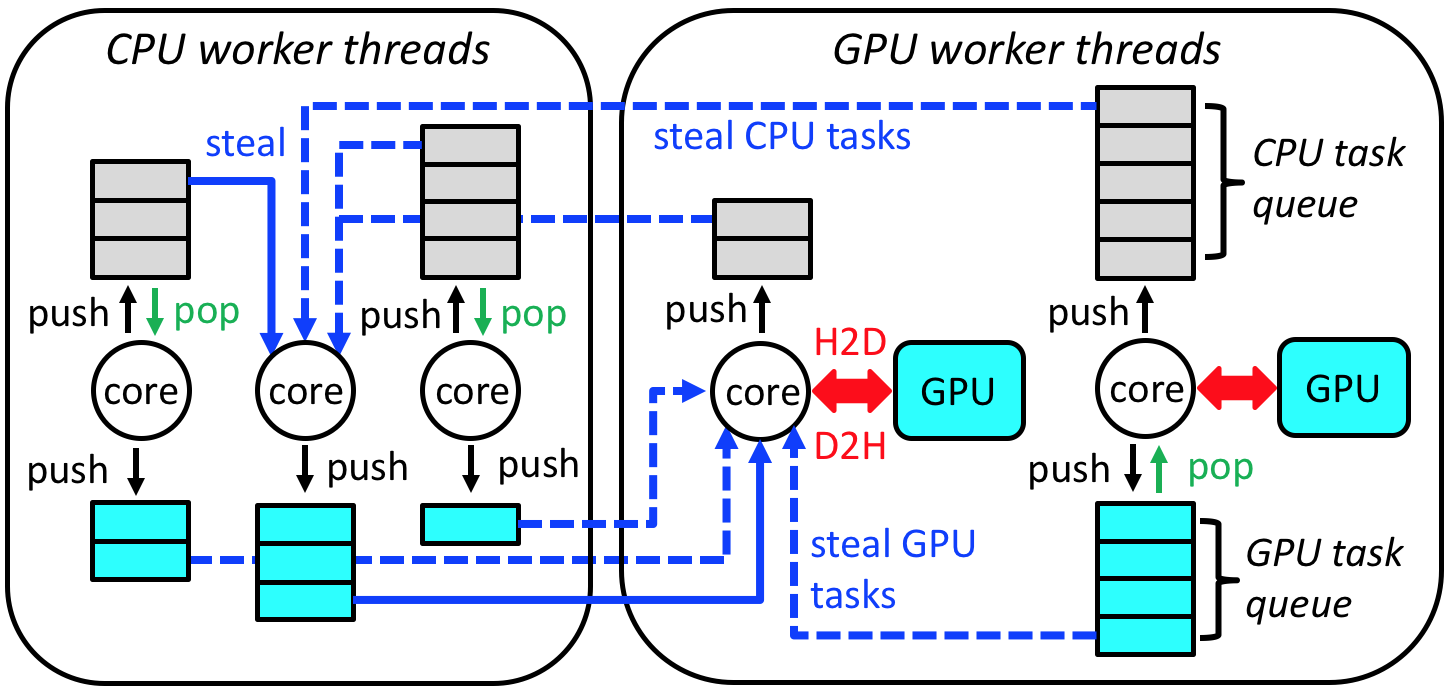 CPU worker threads
GPU worker threads
steal
steal CPU tasks
CPU task
queue
push
pop
push
pop
push
push
H2D
core
core
core
core
GPU
core
GPU
D2H
push
push
push
push
pop
steal GPU
tasks
GPU task
queue